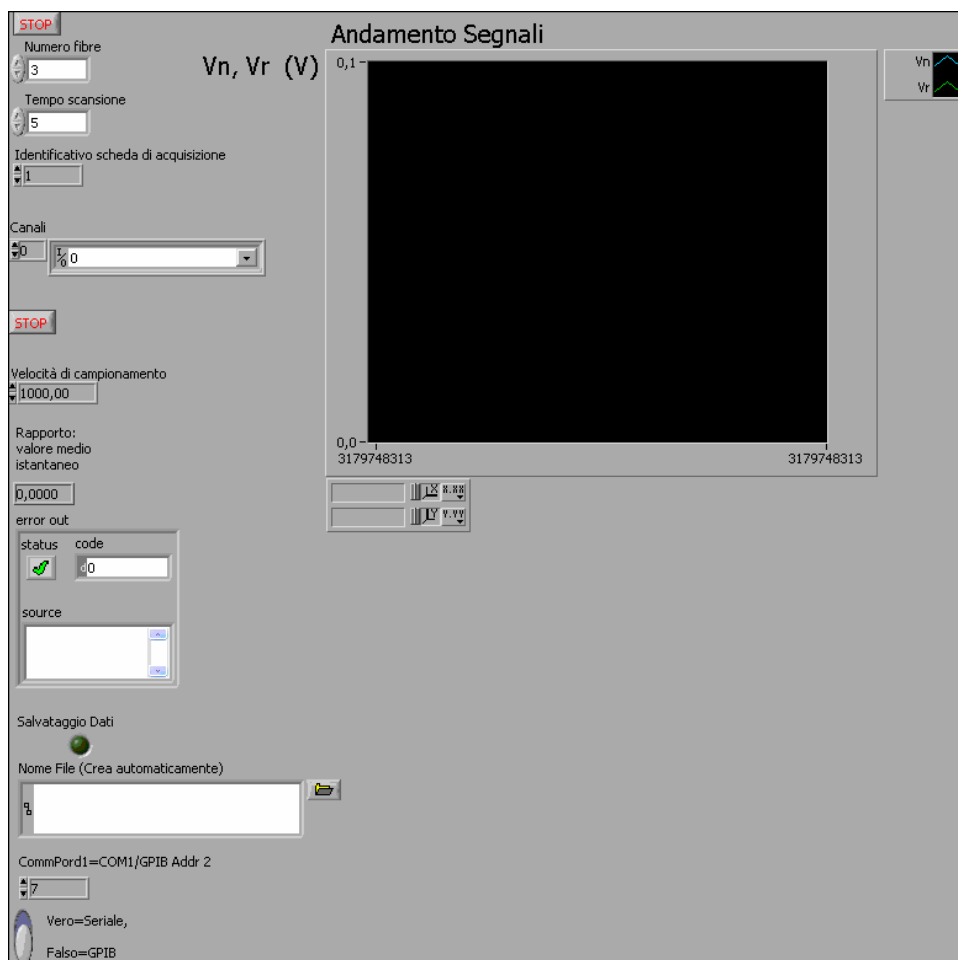 STOP
Numero fibre
3
Tempo scansione
5
Identificativo scheda di acquisizione
1
Canali
0
I/O 0
STOP
Velocità di campionamento
1000,00
Rapporto:
valore medio
istantaneo
0,0000
error out
status code
d0
source
Salvataggio Dati
Nome File (Crea automaticamente)
CommPord1=COM1/GPIB Addr 2
7
Vero=Seriale,
Falso=GPIB
Andamento Segnali
Vn, Vr (V)
0,1
0,0
3179748313 3179748313
Vn
Vr
X X.XX
Y Y.YY